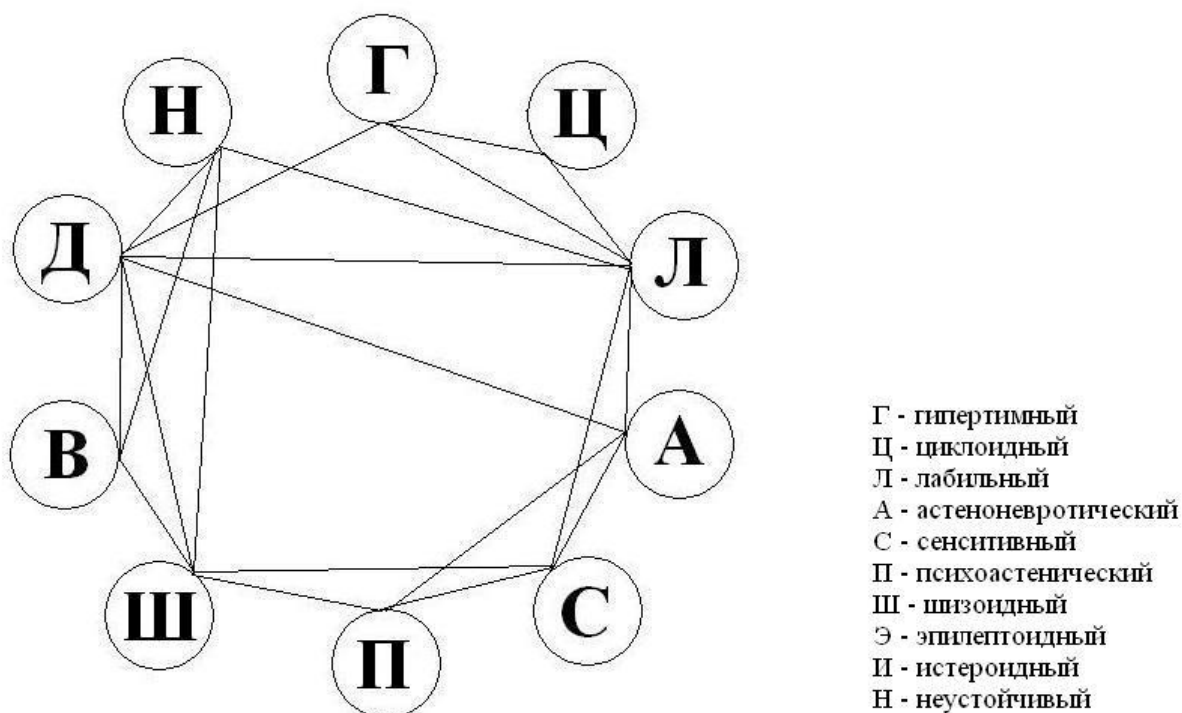 Г
Н
Ц
Д
Л
В
А
Ш
П
С
Г - гипертимный
Ц - циклоидный
Л - лабильный
А - астеноневротический
С - сенситивный
П - психоастенический
Ш - шизоидный
Э - эпилептоидный
И - истероидный
Н - неустойчивый